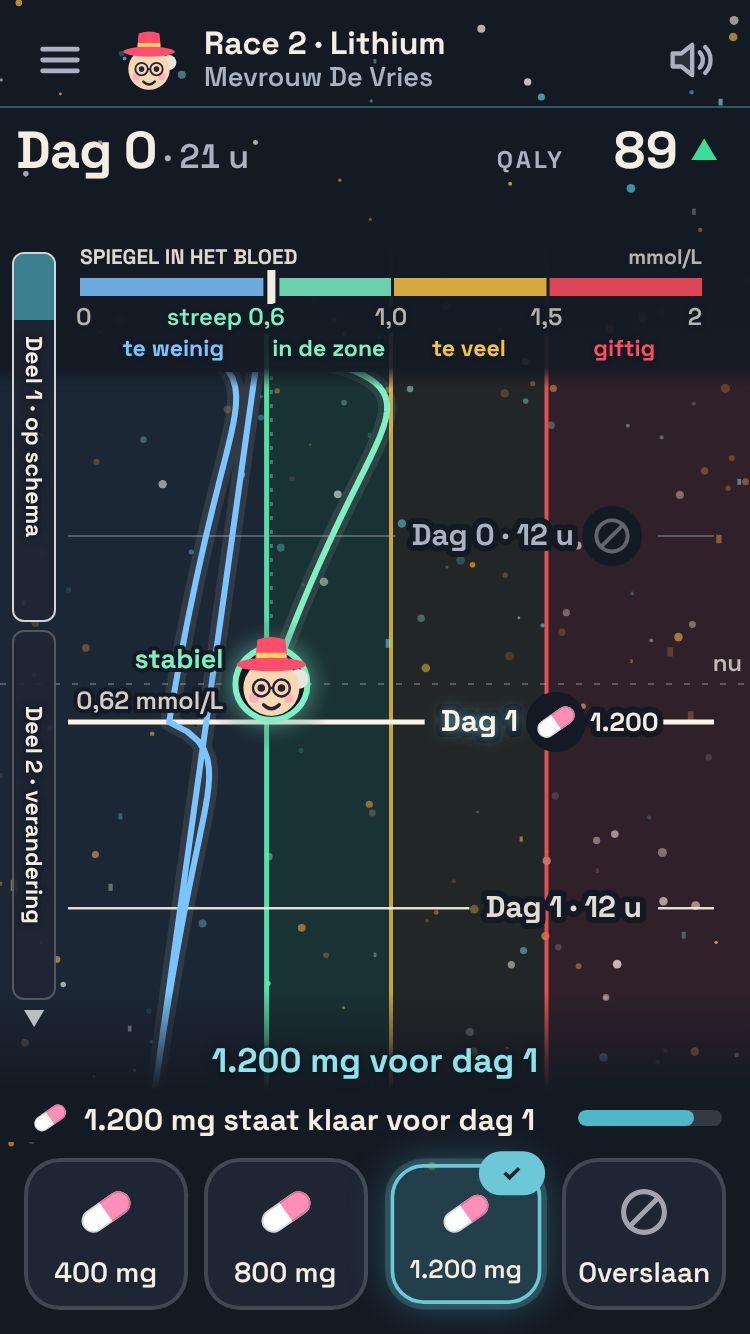 Race 2 · Lithium
Mevrouw De Vries
Dag 0 · 21 u
QALY 89
SPIEGEL IN HET BLOED mmol/L
0 streep 0,6 1,0 1,5 2
te weinig in de zone te veel giftig
Deel 1 · op schema
Dag 0 · 12 u
stabiel
nu
0,62 mmol/L
Dag 1 1.200
Deel 2 · verandering
Dag 1 · 12 u
1.200 mg voor dag 1
1.200 mg staat klaar voor dag 1
400 mg 800 mg 1.200 mg Overslaan